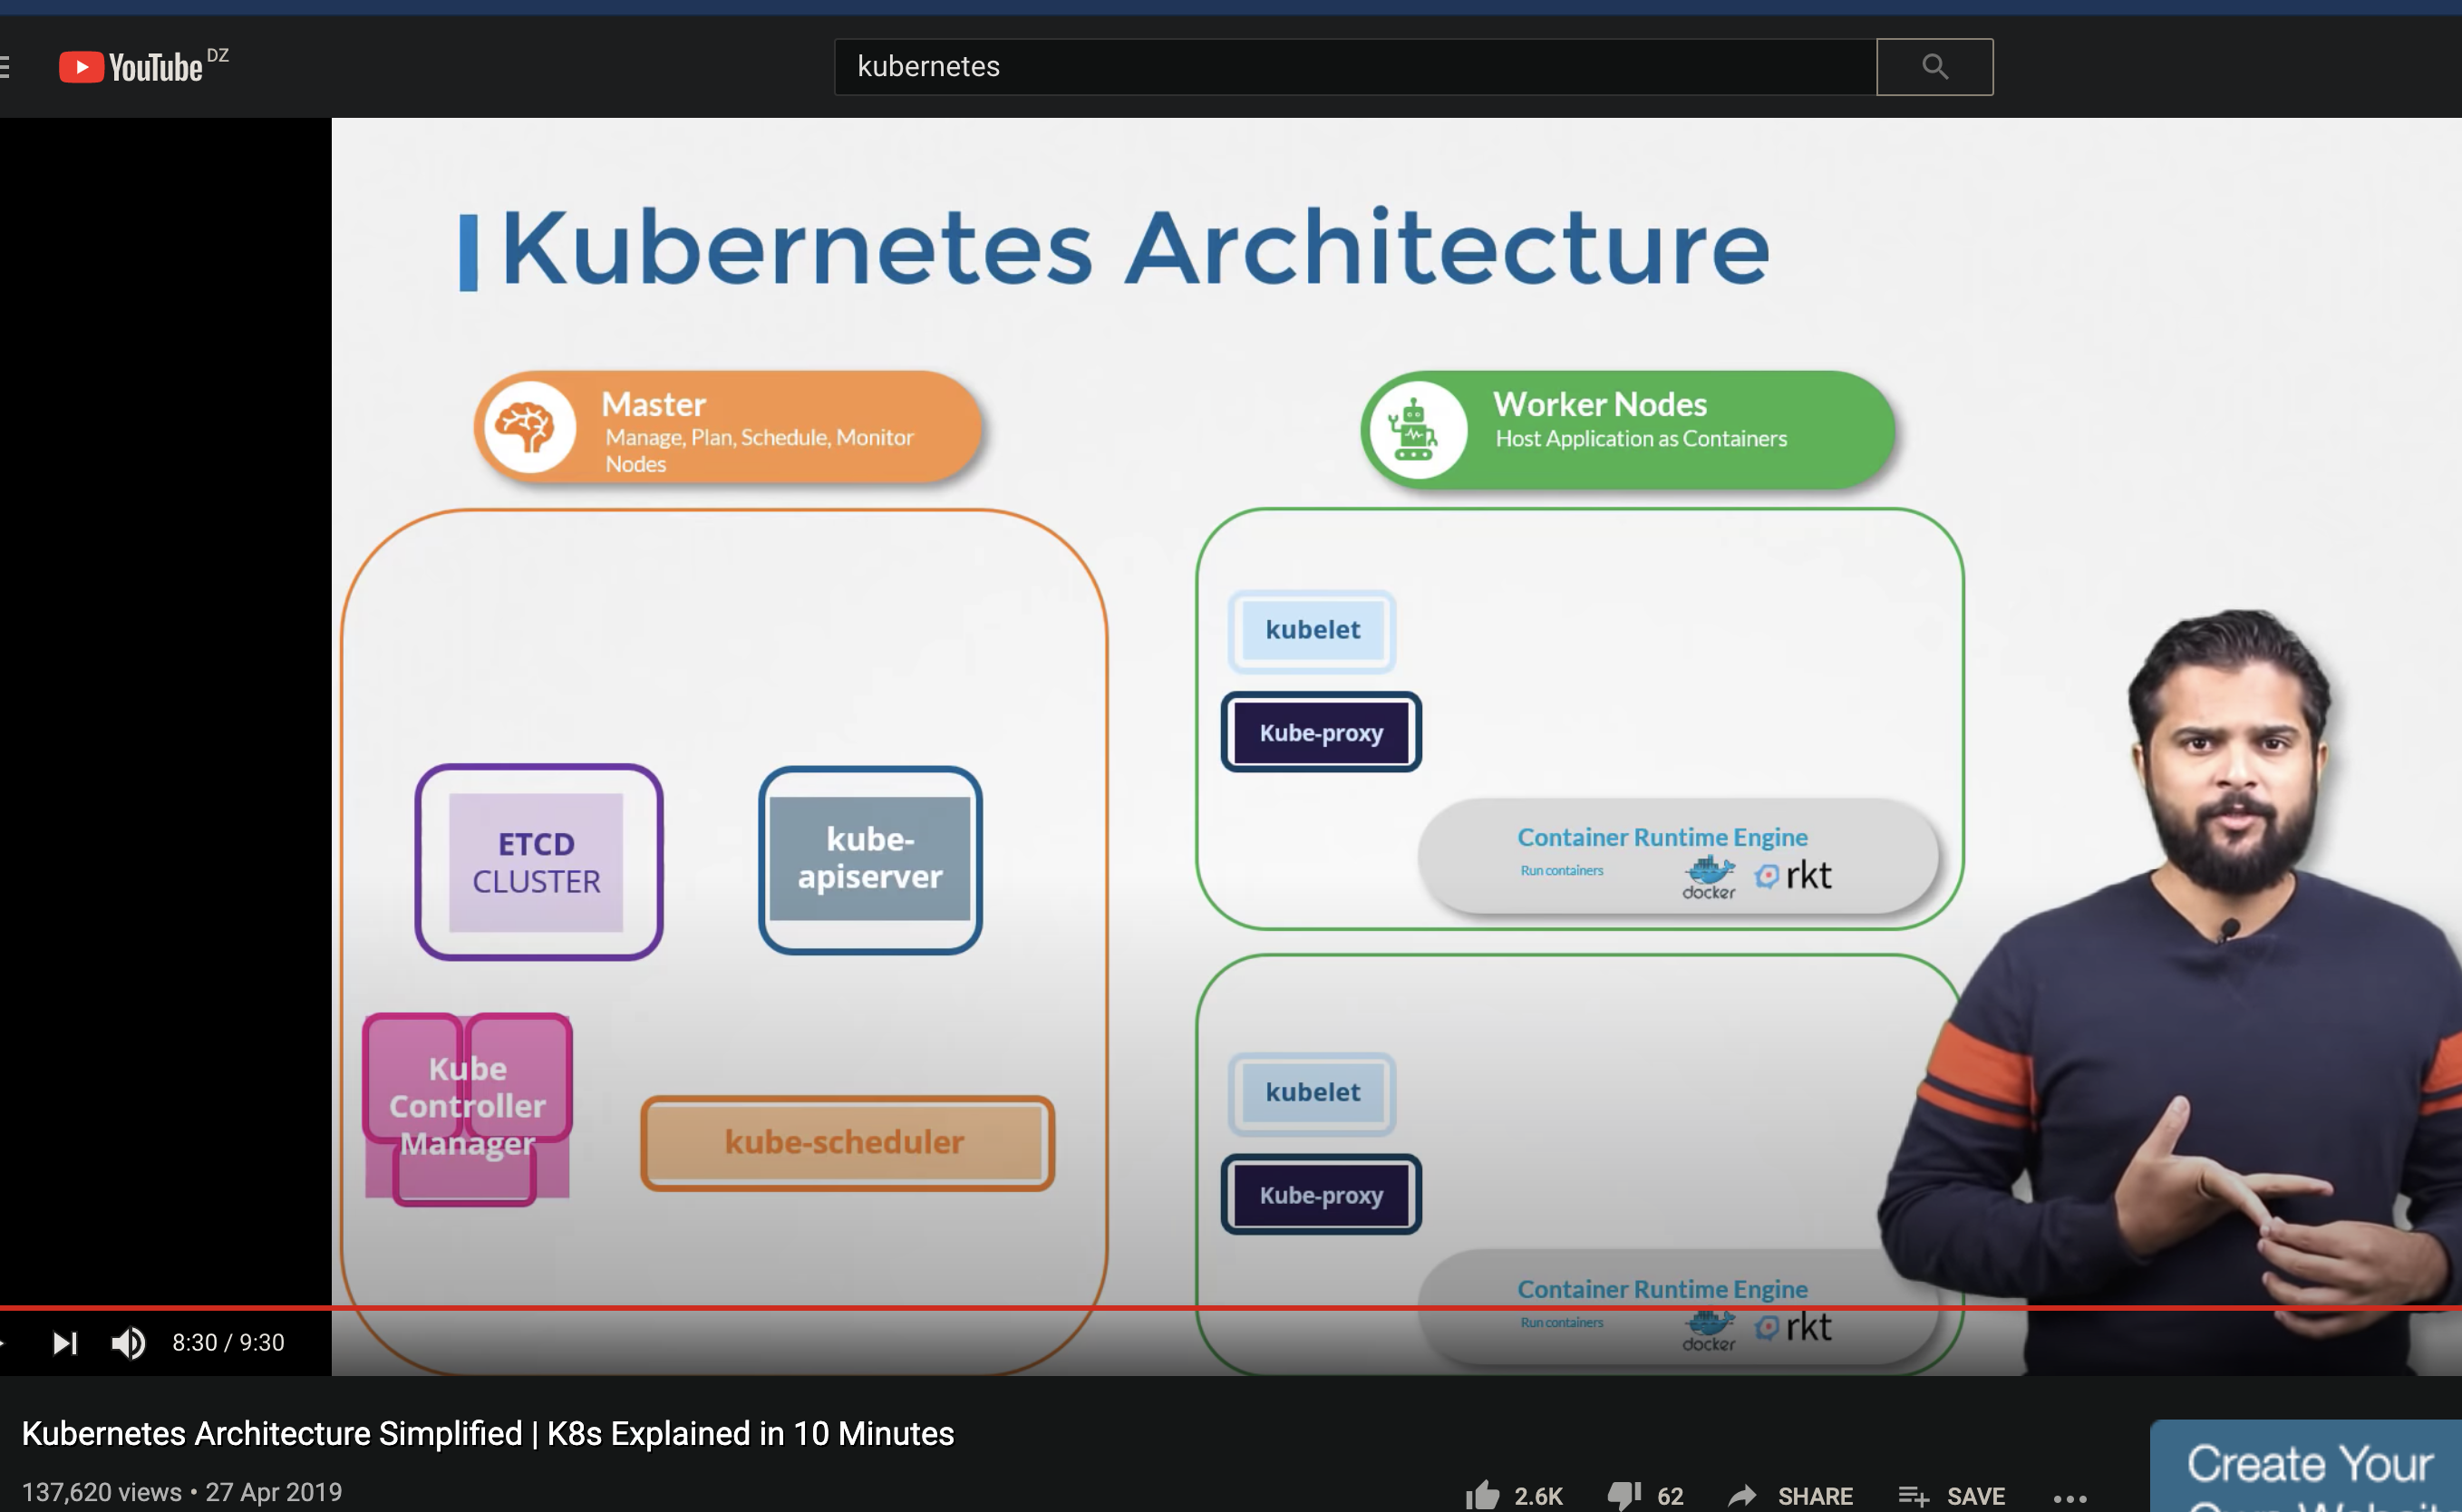 YouTube DZ
kubernetes
Kubernetes Architecture
Master
Manage, Plan, Schedule, Monitor
Nodes
Worker Nodes
Host Application as Containers
ETCD
CLUSTER
kube-
apiserver
Kube
Controller
Manager
kube-scheduler
kubelet
Kube-proxy
Container Runtime Engine
Run containers
docker
rkt
kubelet
Kube-proxy
Container Runtime Engine
Run containers
docker
rkt
8:30 / 9:30
Kubernetes Architecture Simplified | K8s Explained in 10 Minutes
137,620 views • 27 Apr 2019
2.6K
62
SHARE
SAVE
Create Your